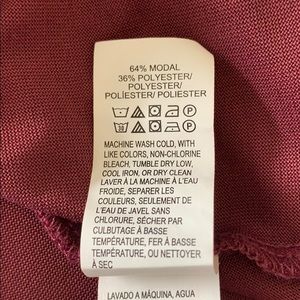 64% MODAL
36% POLYESTER/
POLYESTER/
POLIÉSTER/ POLIESTER
MACHINE WASH COLD, WITH
LIKE COLORS, NON-CHLORINE
BLEACH, TUMBLE DRY LOW,
COOL IRON, OR DRY CLEAN
LAVER À LA MACHINE À L'EAU
FROIDE, SEPARER LES
COULEURS, SEULEMENT DE
L'EAU DE JAVEL SANS
CHLORURE, SÉCHER PAR
CULBUTAGE À BASSE
TEMPÉRATURE, FER À BASSE
TEMPÉRATURE, OU NETTOYER
À SEC
LAVADO A MÁQUINA, AGUA